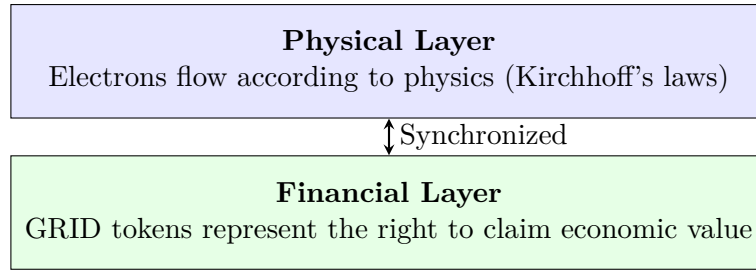 Physical Layer
Electrons flow according to physics (Kirchhoff's laws)
Synchronized
Financial Layer
GRID tokens represent the right to claim economic value